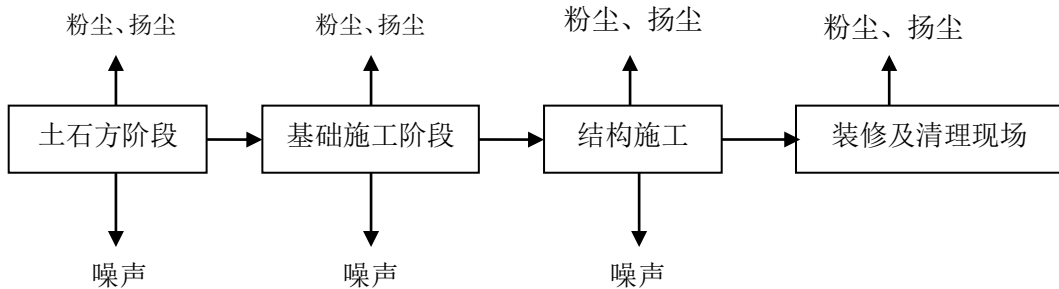 粉尘、扬尘
粉尘、扬尘
粉尘、扬尘
粉尘、扬尘
土石方阶段
基础施工阶段
结构施工
装修及清理现场
噪声
噪声
噪声